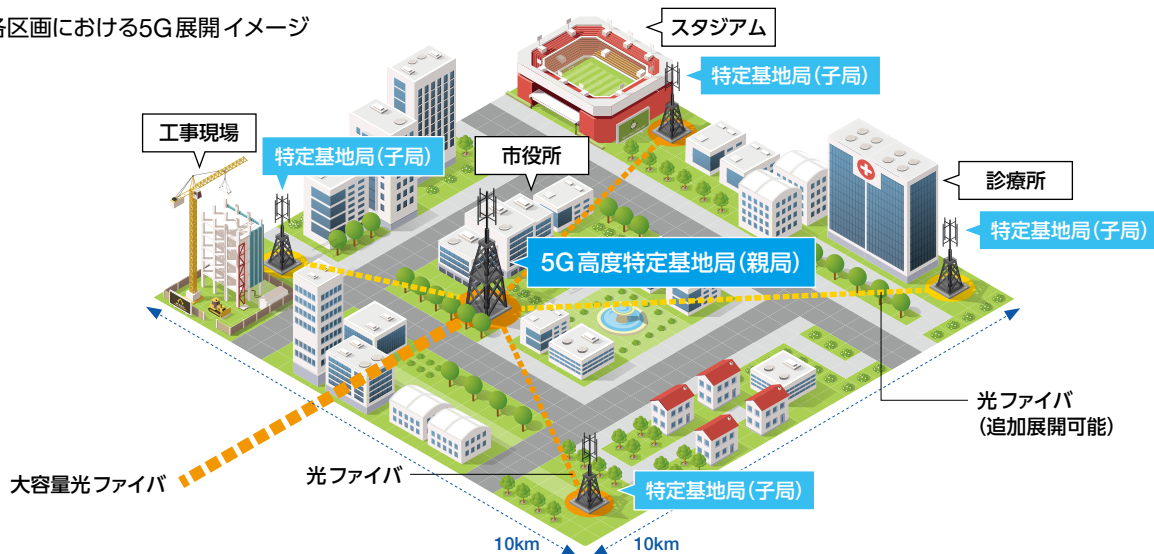 各区画における5G展開イメージ
スタジアム
特定基地局(子局)
工事現場
特定基地局(子局)
市役所
診療所
特定基地局(子局)
5G高度特定基地局(親局)
光ファイバ
(追加展開可能)
大容量光ファイバ
光ファイバ
特定基地局(子局)
10km
10km